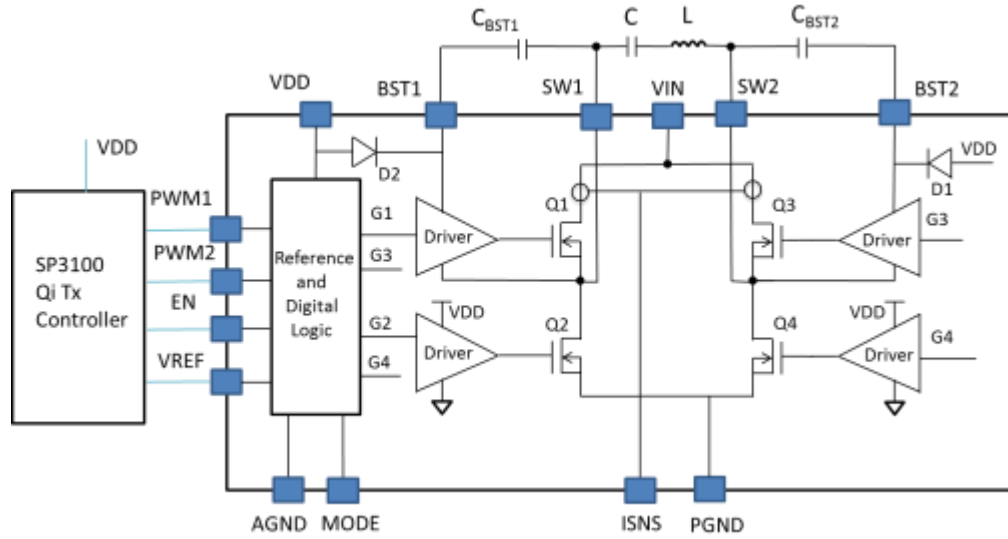 CBST1
C
L
CBST2
VDD
BST1
SW1
VIN
SW2
BST2
VDD
D2
VDD
D1
PWM1
G1
Q1
Q3
G3
Driver
Driver
PWM2
Reference
and
Digital
Logic
G3
SP3100
Qi Tx
Controller
EN
VDD
VDD
G2
Q2
Q4
G4
Driver
Driver
VREF
G4
AGND
MODE
ISNS
PGND